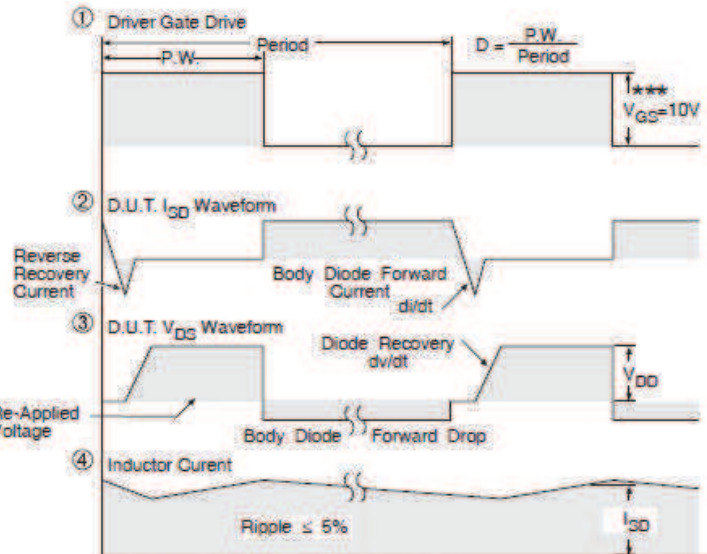 ① Driver Gate Drive
Period
P.W.
D = P.W.
Period
***
VGS=10V
② D.U.T. ISD Waveform
Reverse
Recovery
Current
Body Diode Forward
Current
di/dt
③ D.U.T. VDS Waveform
Diode Recovery
dv/dt
VDD
Re-Applied
Voltage
Body Diode
Forward Drop
④ Inductor Curent
Ripple ≤ 5%
ISD